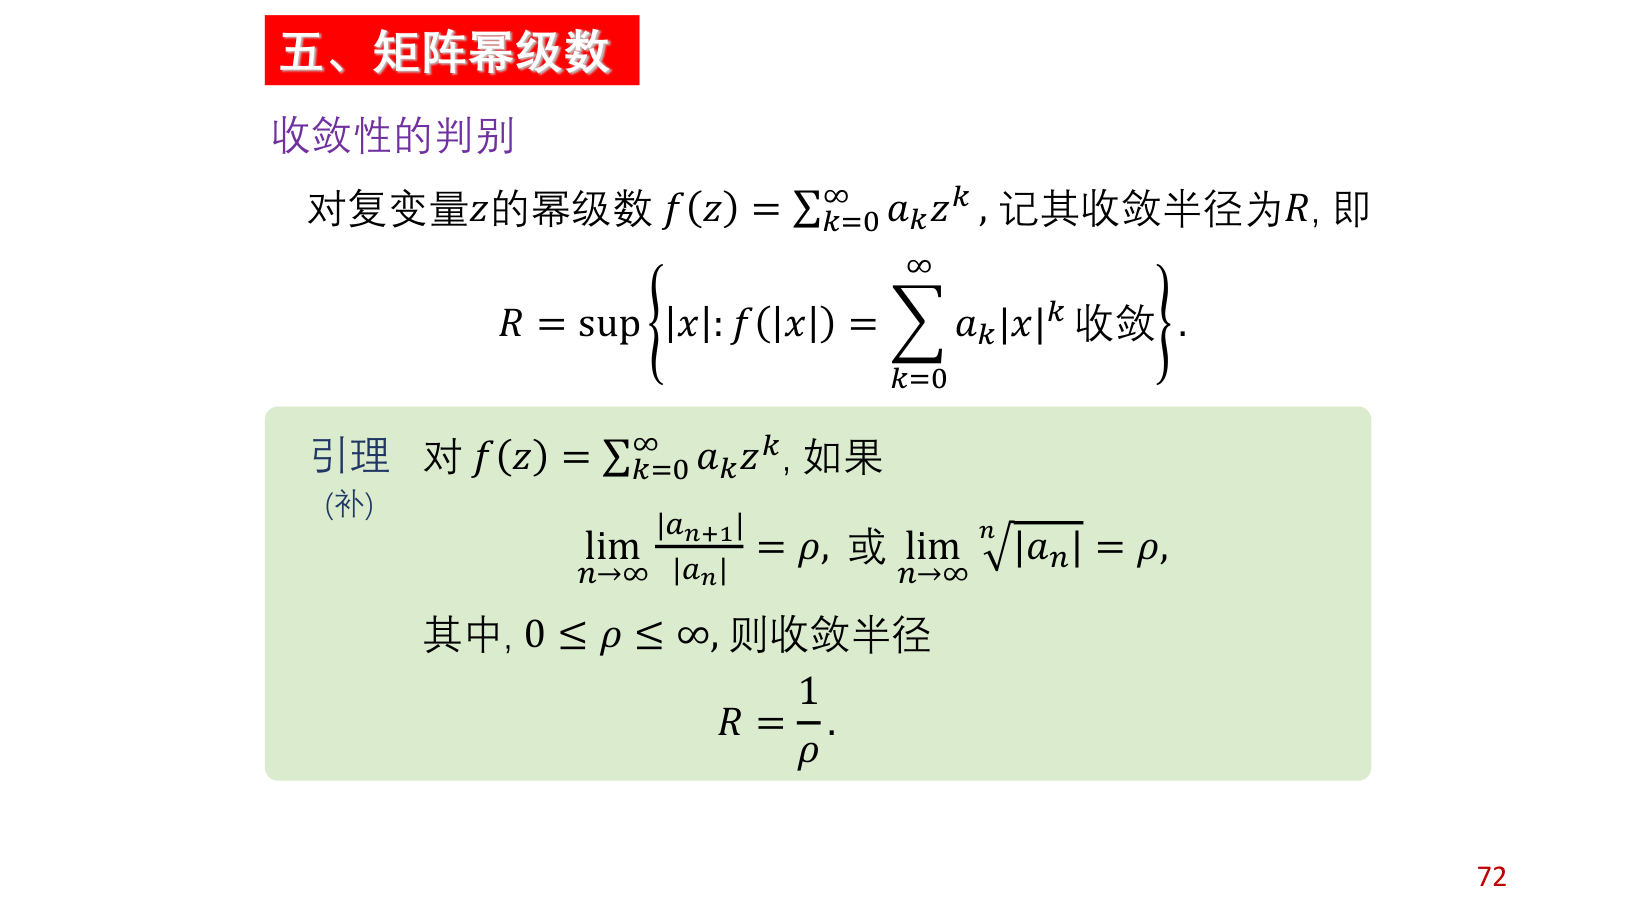 五、矩阵幂级数
收敛性的判别
对复变量z的幂级数 f(z) = ∑_{k=0}^{∞} a_k z^k , 记其收敛半径为R, 即
R = sup { |x|: f(|x|) = ∑_{k=0}^{∞} a_k |x|^k 收敛 } .
引理 对 f(z) = ∑_{k=0}^{∞} a_k z^k, 如果
(补)
lim_{n→∞} |a_{n+1}|/|a_n| = ρ, 或 lim_{n→∞} \sqrt[n]{|a_n|} = ρ,
其中, 0 ≤ ρ ≤ ∞, 则收敛半径
R = 1/ρ .
72